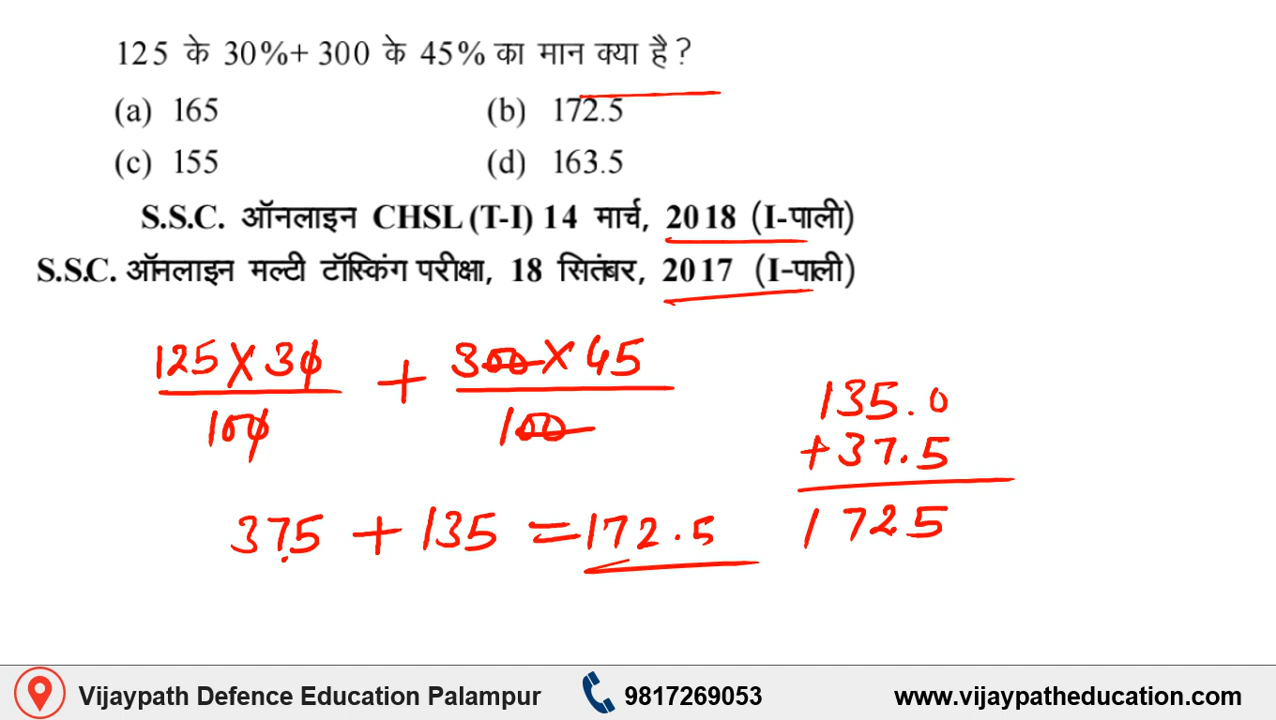 125 के 30%+ 300 के 45% का मान क्या है ?
(a) 165 (b) 172.5
(c) 155 (d) 163.5
S.S.C. ऑनलाइन CHSL (T-I) 14 मार्च, 2018 (I-पाली)
S.S.C. ऑनलाइन मल्टी टॉस्किंग परीक्षा, 18 सितंबर, 2017 (I-पाली)
125 X 30 + 300 X 45
100 100
135.0
+37.5
1725
37.5 + 135 = 172.5
Vijaypath Defence Education Palampur 9817269053 www.vijaypatheducation.com